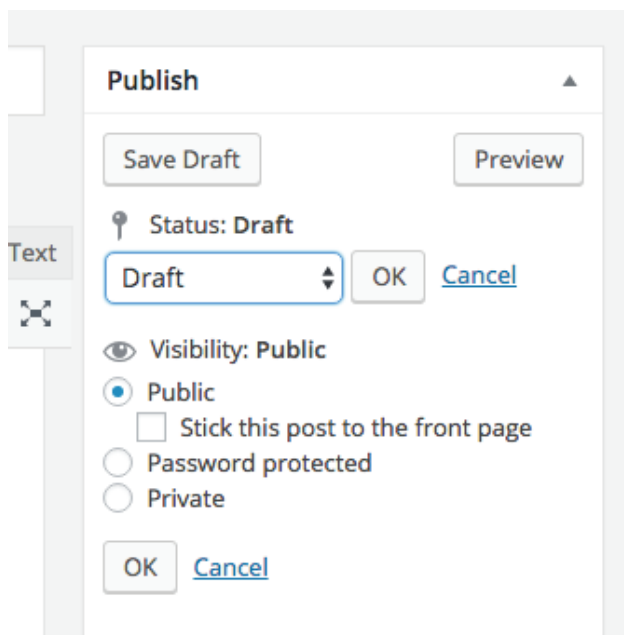 Publish
Save Draft Preview
Status: Draft
Text
Draft OK Cancel
Visibility: Public
Public
Stick this post to the front page
Password protected
Private
OK Cancel